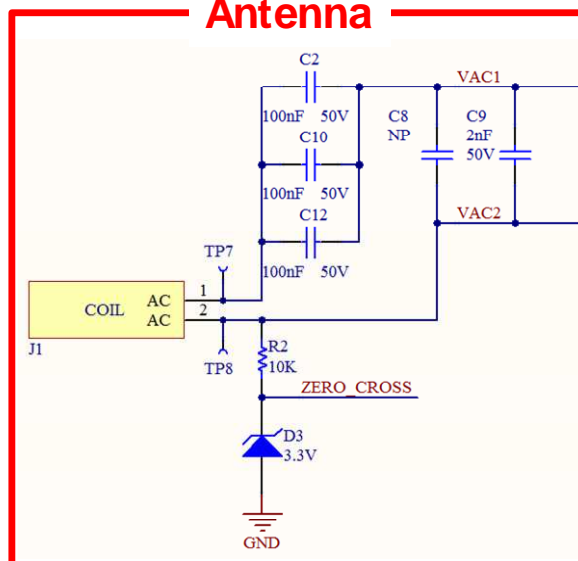 Antenna
C2
100nF 50V
C10
100nF 50V
C12
100nF 50V
VAC1
C8
NP
C9
2nF
50V
VAC2
TP7
COIL
AC 1
AC 2
J1
TP8
R2
10K
ZERO_CROSS
D3
3.3V
GND